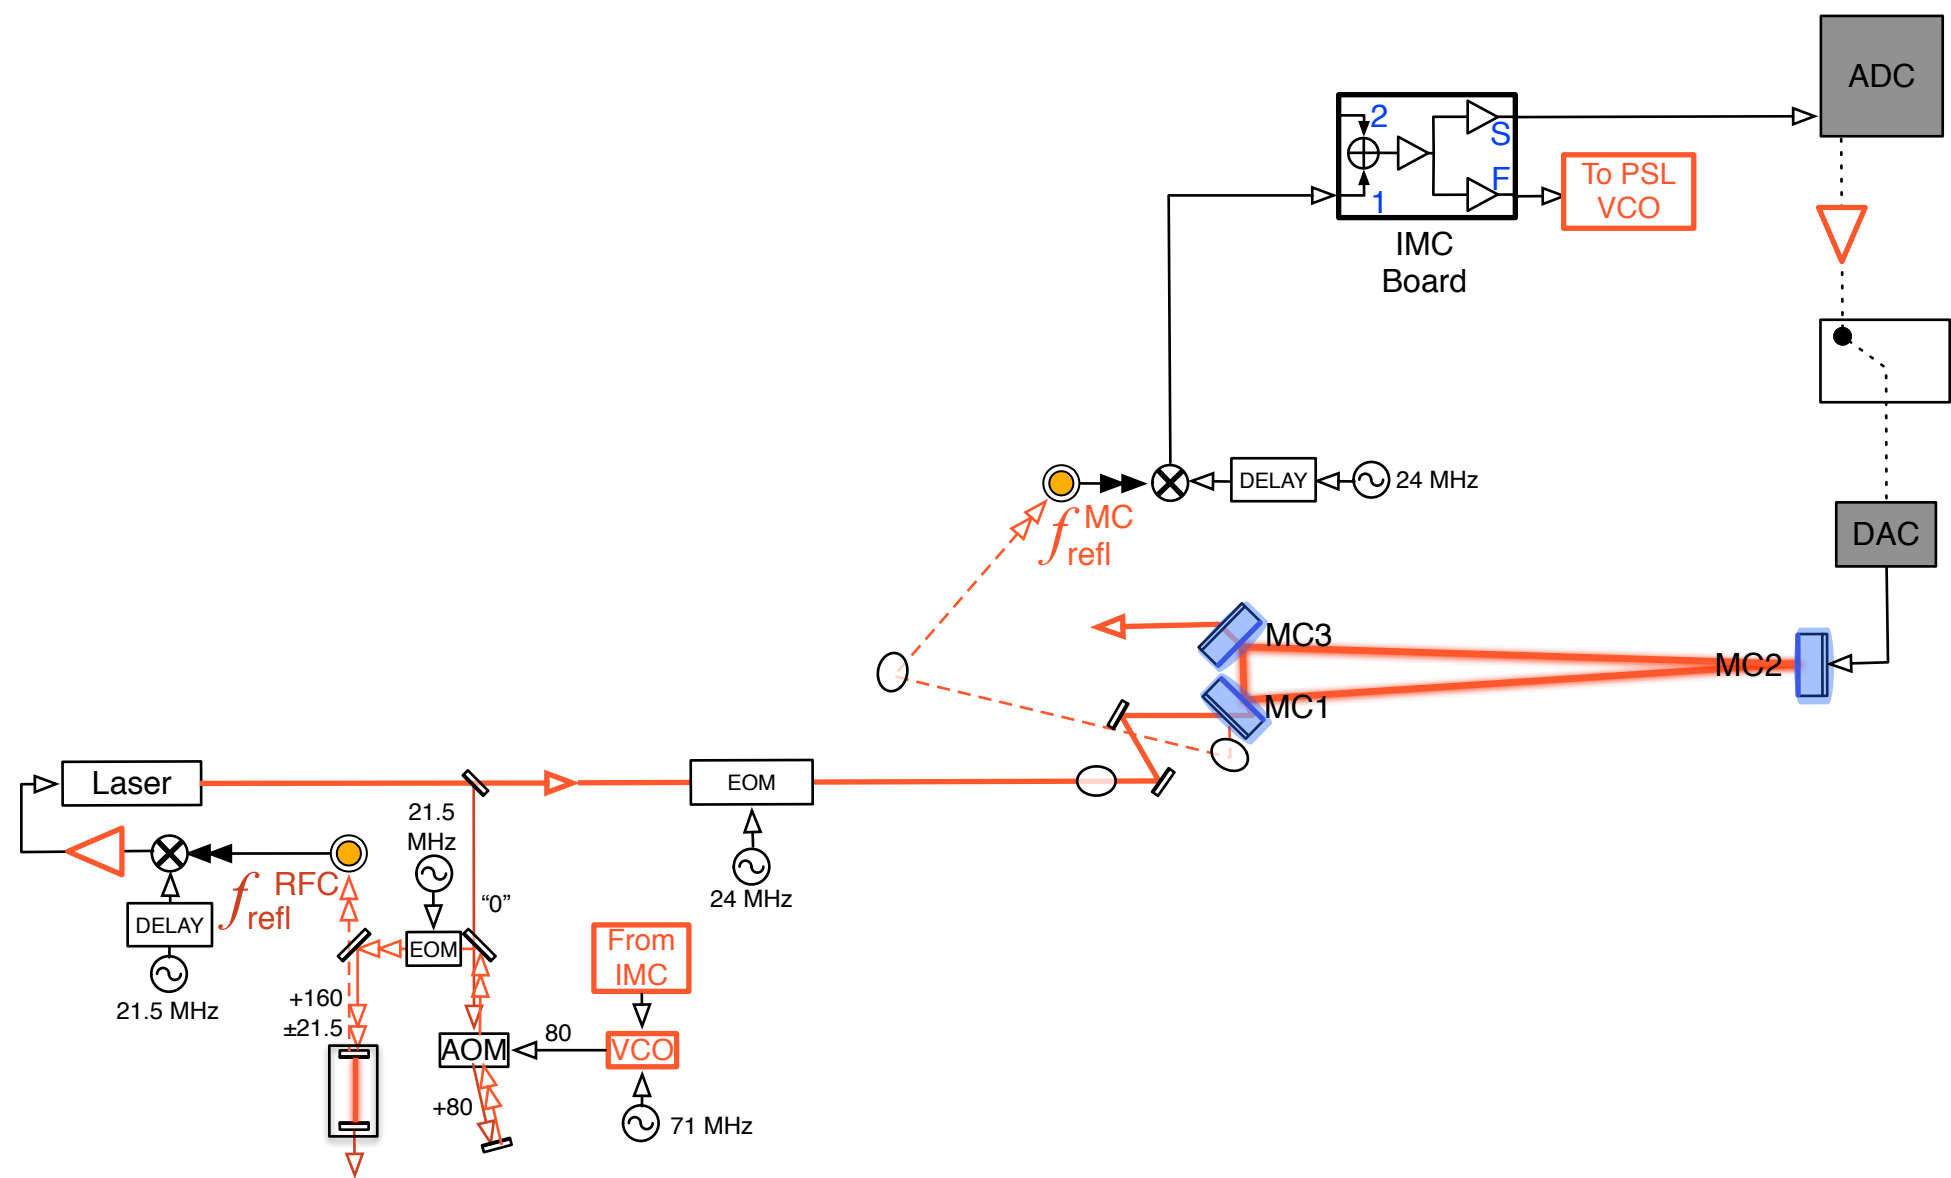 ADC
2
S
F
1
To PSL
VCO
IMC
Board
DELAY
24 MHz
f MC
refl
DAC
MC3
MC2
MC1
Laser
EOM
21.5
MHz
24 MHz
f RFC
refl
"0"
DELAY
EOM
From
IMC
21.5 MHz
+160
±21.5
80
AOM
VCO
+80
71 MHz